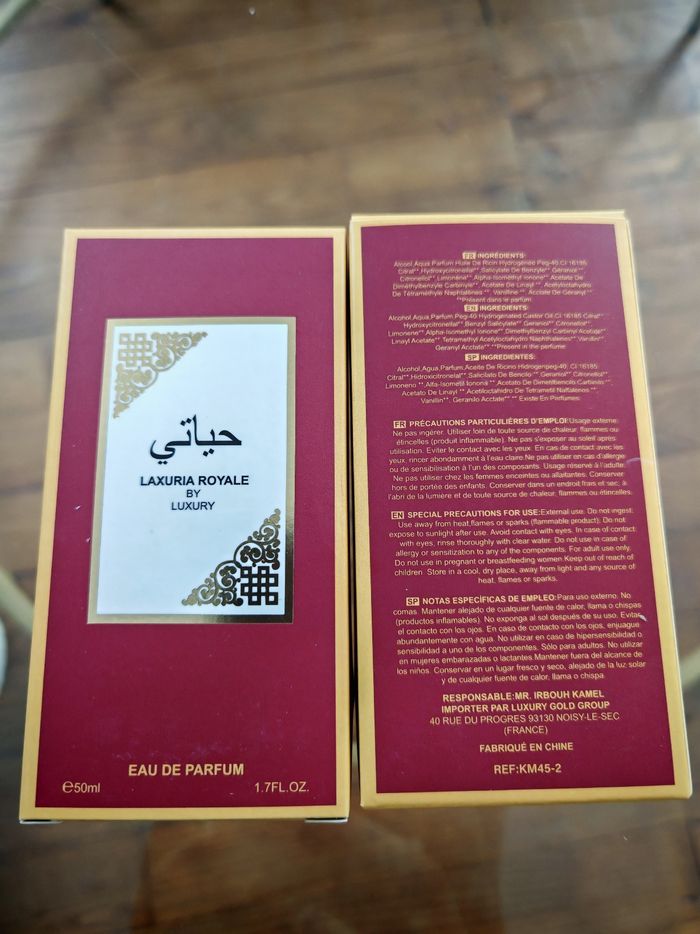 حياتي
LAXURIA ROYALE
BY
LUXURY
EAU DE PARFUM
℮50ml 1.7FL.OZ.
FR INGRÉDIENTS:
Alcool,Aqua,Parfum,Huile De Ricin Hydrogénée Peg-40,CI 16185,
Citral**,Hydroxycitronellal**,Salicylate De Benzyle** Géraniol**,
Citronellol**,Limonène**,Alpha-Isométhyl Ionone** Acetate De
Diméthylbenzyle Carbinyle**, Acetate De Linayl **, Acetyloctahydro
De Tétraméthyle Naphtalènes **, Vanilline **, Acetate De Géranyl **
**Présent dans le parfum.
EN INGREDIENTS:
Alcohol,Aqua,Parfum,Peg-40 Hydrogenated Castor Oil,CI 16185 Citral**,
Hydroxycitronellal**,Benzyl Salicylate** Geraniol** Citronellol**,
Limonene**,Alpha-Isomethyl Ionone** ,Dimethylbenzyl Carbinyl Acetate**
Linayl Acetate** Tetramethyl Acetyloctahydro Naphthalenes** Vanillin**
Geranyl Acctate**.**Present in the perfume.
SP INGREDIENTES:
Alcohol,Agua,Parfum,Aceite De Ricino Hidrogenpeg-40, CI 16185,
Citral**,Hidroxicitronelal**,Salicilato De Bencilo **,Geraniol** Citronellol**
Limoneno **,Alfa-Isometil Ionona **,Acetato De Dimetilbencilo Carbinilo**,
Acetato De Linayl ** Acetiloctahidro De Tetrametil Naftalenos **,
Vanillin**, Geranilo Acctate** ** Existe En Perfumes.
FR PRÉCAUTIONS PARTICULIÈRES D'EMPLOI:Usage externe.
Ne pas ingérer. Utiliser loin de toute source de chaleur, flammes ou
étincelles (produit inflammable). Ne pas s'exposer au soleil après
utilisation. Eviter le contact avec les yeux. En cas de contact avec les
yeux, rincer abondamment à l'eau claire.Ne pas utiliser en cas d'allergie
ou de sensibilisation à l'un des composants. Usage réservé à l'adulte.
Ne pas utiliser chez les femmes enceintes ou allaitantes. Conserver
hors de portée des enfants. Conserver dans un endroit frais et sec, à
l'abri de la lumière et de toute source de chaleur, flammes ou étincelles.
EN SPECIAL PRECAUTIONS FOR USE:External use. Do not ingest.
Use away from heat,flames or sparks (flammable product). Do not
expose to sunlight after use. Avoid contact with eyes. In case of contact
with eyes, rinse thoroughly with clear water. Do not use in case of
allergy or sensitization to any of the components. For adult use only.
Do not use in pregnant or breastfeeding women Keep out of reach of
children. Store in a cool, dry place, away from light and any source of
heat, flames or sparks.
SP NOTAS ESPECÍFICAS DE EMPLEO:Para uso externo. No
comas. Mantener alejado de cualquier fuente de calor, llama o chispas
(productos inflamables). No exponga al sol después de su uso. Evitar
el contacto con los ojos. En caso de contacto con los ojos, enjuague
abundantemente con agua. No utilizar en caso de hipersensibilidad o
sensibilidad a uno de los componentes. Sólo para adultos. No utilizar
en mujeres embarazadas o lactantes.Mantener fuera del alcance de
los niños. Conservar en un lugar fresco y seco, alejado de la luz solar
y de cualquier fuente de calor, llama o chispa.
RESPONSABLE:MR. IRBOUH KAMEL
IMPORTER PAR LUXURY GOLD GROUP
40 RUE DU PROGRES 93130 NOISY-LE-SEC
(FRANCE)
FABRIQUÉ EN CHINE
REF:KM45-2